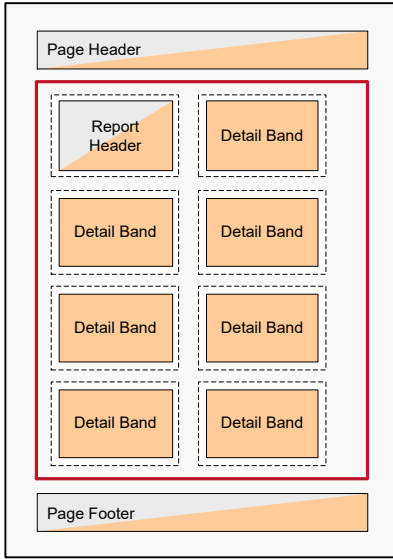 Page Header
Report
Header
Detail Band
Detail Band
Detail Band
Detail Band
Detail Band
Detail Band
Detail Band
Page Footer